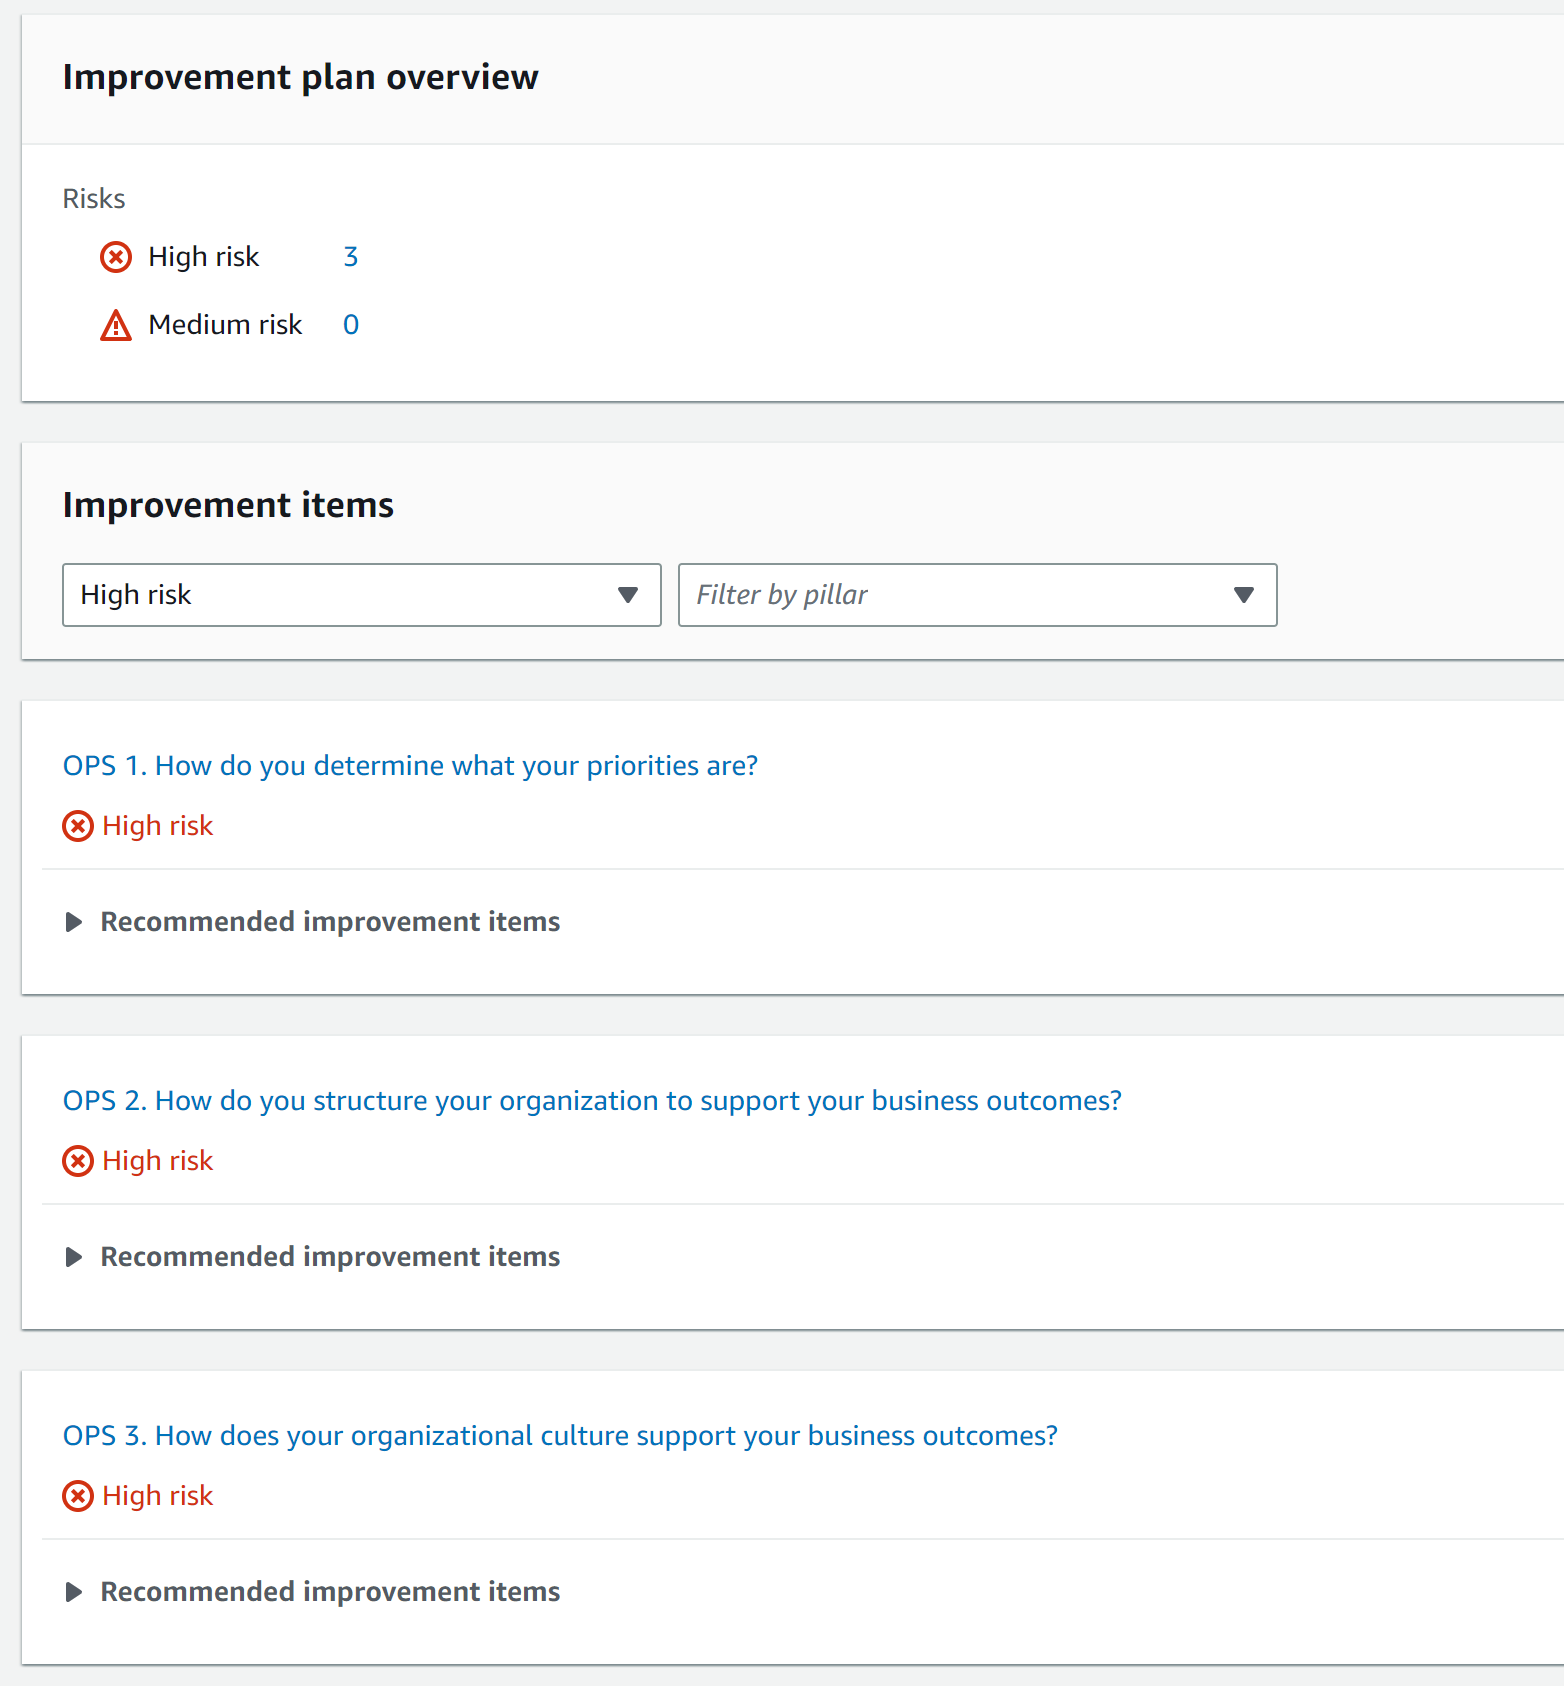 Improvement plan overview
Risks
High risk 3
Medium risk 0
Improvement items
High risk Filter by pillar
OPS 1. How do you determine what your priorities are?
High risk
Recommended improvement items
OPS 2. How do you structure your organization to support your business outcomes?
High risk
Recommended improvement items
OPS 3. How does your organizational culture support your business outcomes?
High risk
Recommended improvement items